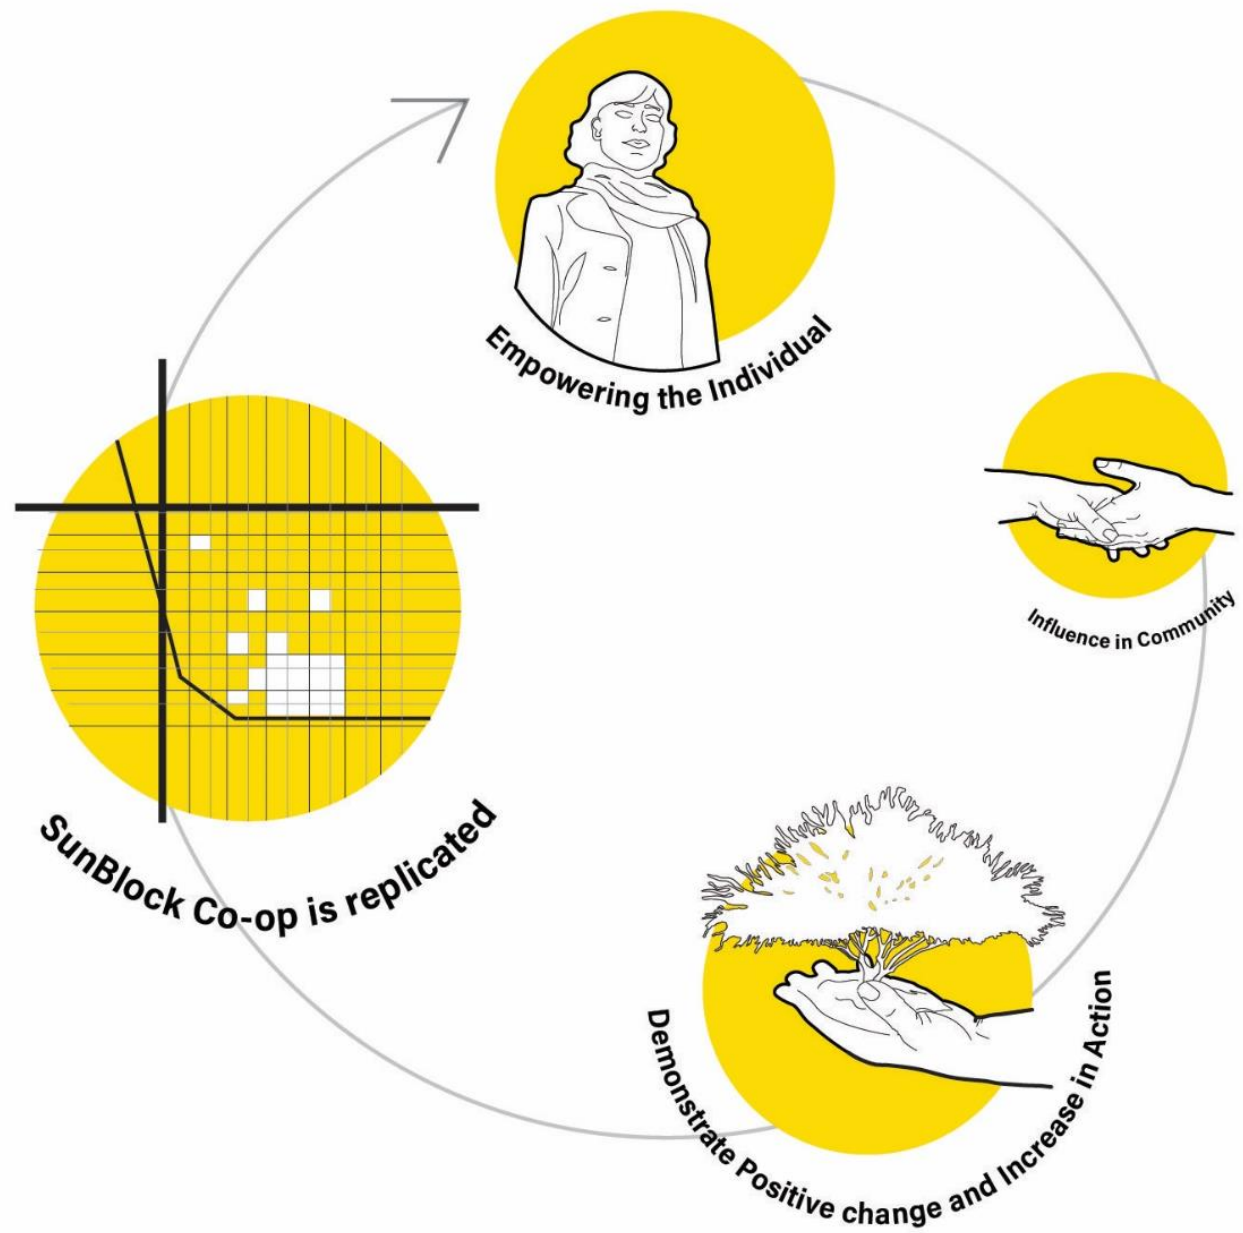 Empowering the Individual
Influence in Community
Demonstrate Positive change and Increase in Action
SunBlock Co-op is replicated